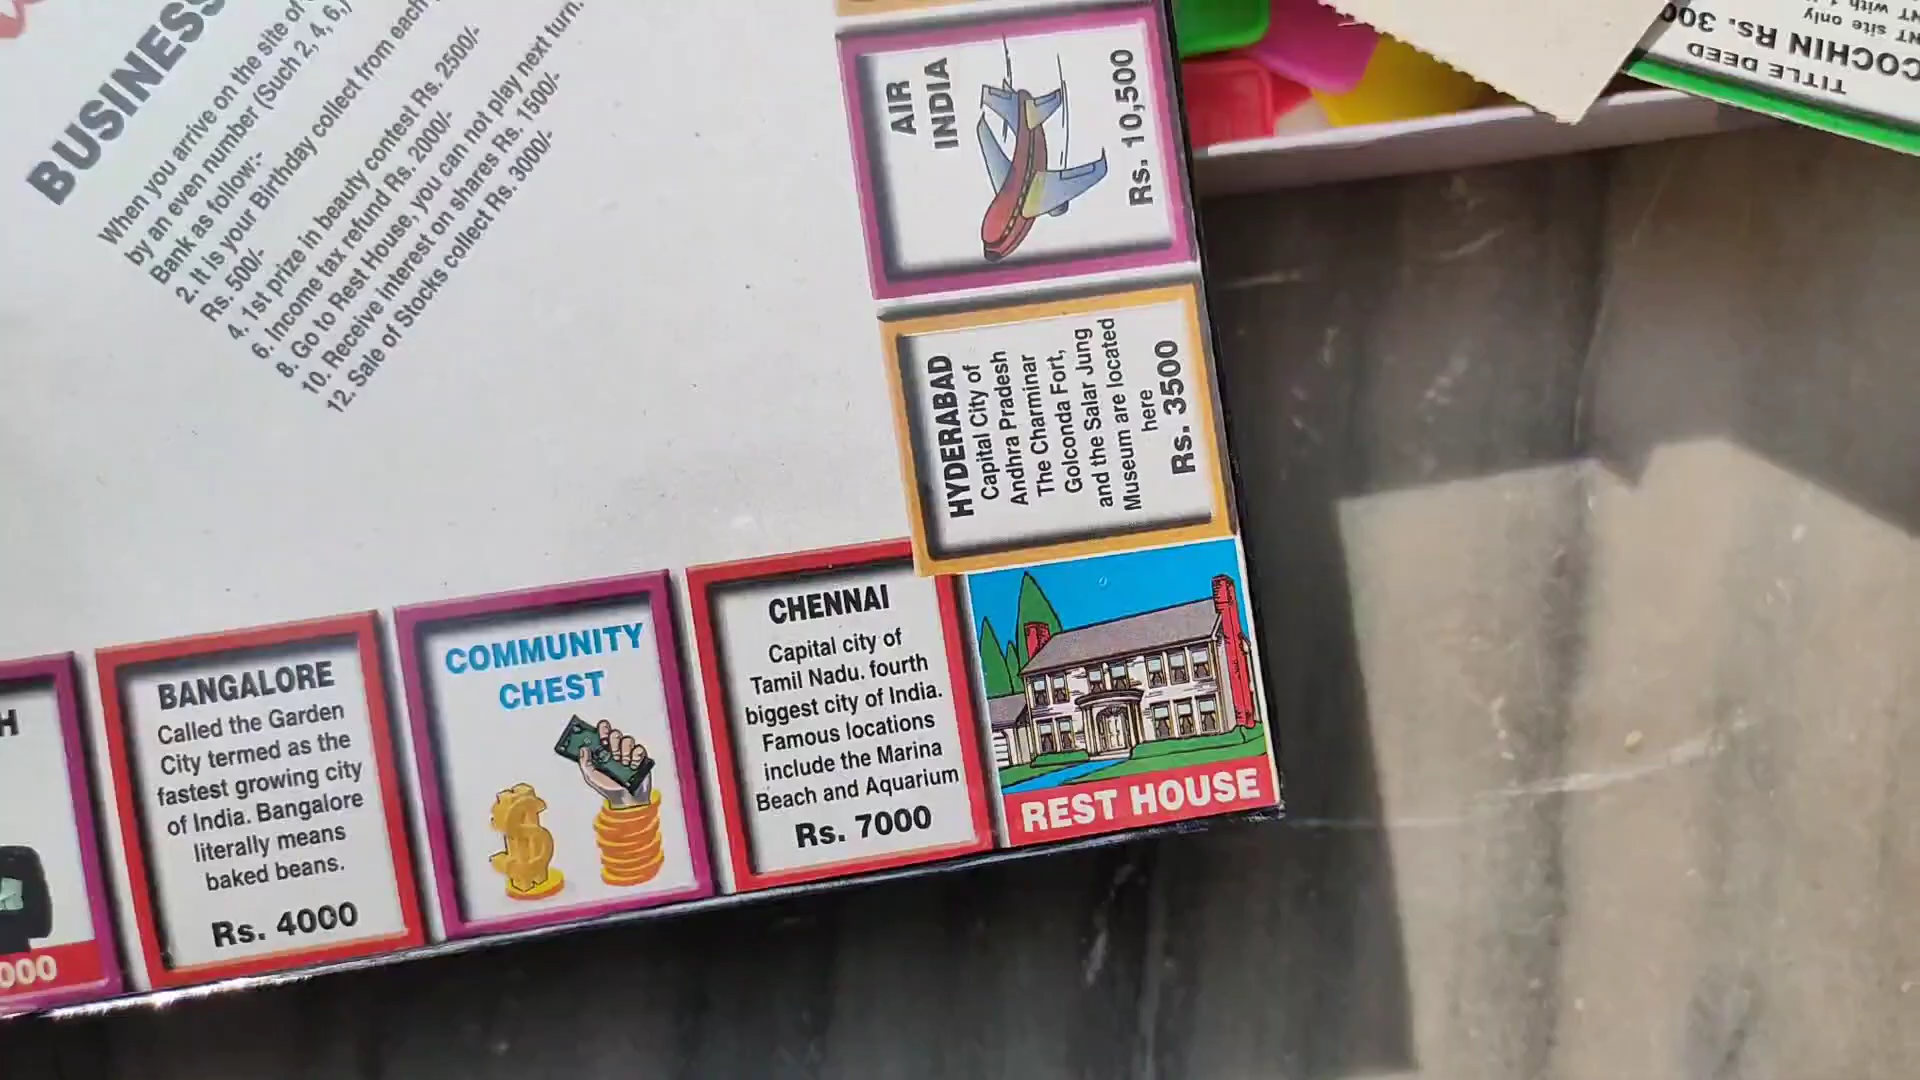 BUSINESS
When you arrive on the site of
by an even number (Such 2, 4, 6,
Bank as follow:-
2. It is your Birthday collect from each
Rs. 500/-
4. 1st prize in beauty contest Rs. 2500/-
6. Income tax refund Rs. 2000/-
8. Go to Rest House, you can not play next turn.
10. Receive interest on shares Rs. 1500/-
12. Sale of Stocks collect Rs. 3000/-
AIR
INDIA
Rs. 10,500
TITLE DEED
COCHIN Rs. 300
site only
NT with 1
HYDERABAD
Capital City of
Andhra Pradesh
The Charminar
Golconda Fort,
and the Salar Jung
Museum are located
here
Rs. 3500
REST HOUSE
CHENNAI
Capital city of
Tamil Nadu. fourth
biggest city of India.
Famous locations
include the Marina
Beach and Aquarium
Rs. 7000
COMMUNITY
CHEST
BANGALORE
Called the Garden
City termed as the
fastest growing city
of India. Bangalore
literally means
baked beans.
Rs. 4000
H
000